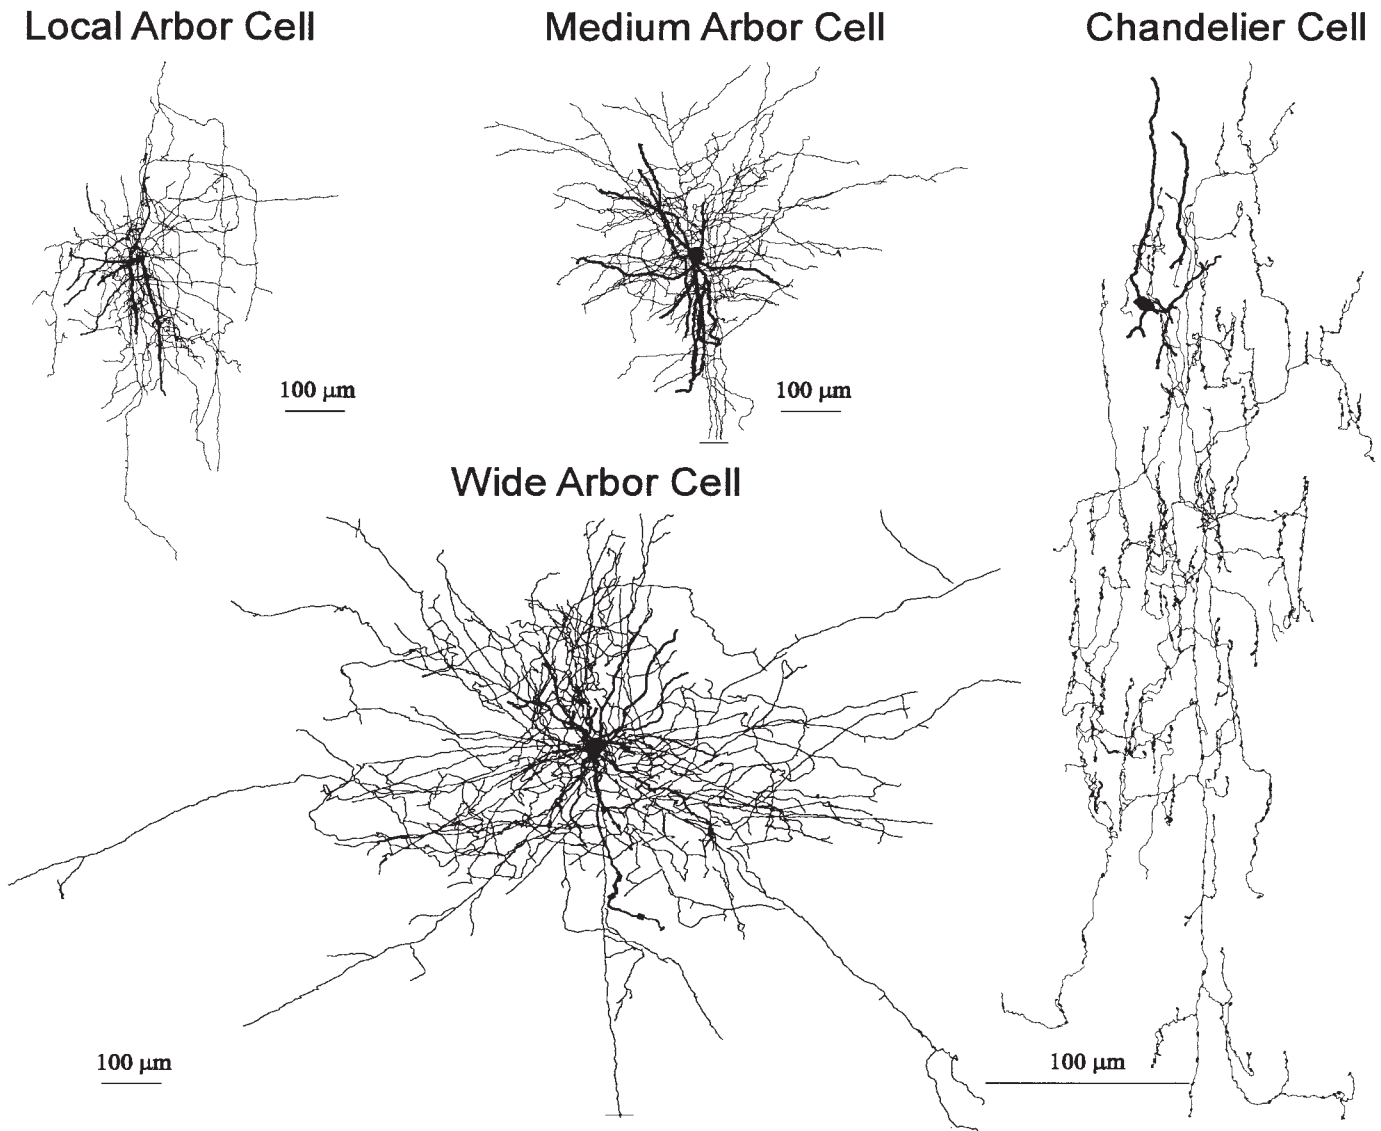 Local Arbor Cell
Medium Arbor Cell
Chandelier Cell
100 μm
100 μm
Wide Arbor Cell
100 μm
100 μm